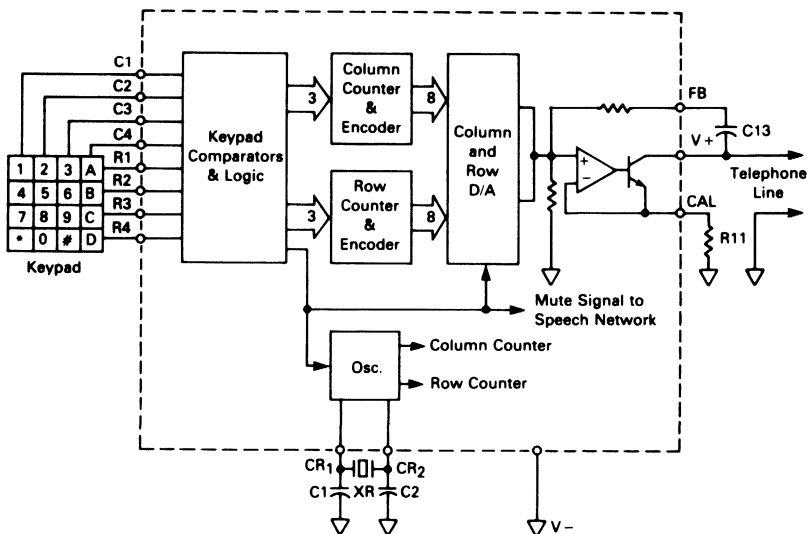 C1
C2
C3
C4
R1
R2
R3
R4
1 2 3 A
4 5 6 B
7 8 9 C
* 0 # D
Keypad
Keypad
Comparators
& Logic
3
Column
Counter
&
Encoder
8
3
Row
Counter
&
Encoder
8
Column
and
Row
D/A
+
−
FB
C13
V+
Telephone
Line
CAL
R11
Mute Signal to
Speech Network
Osc.
Column Counter
Row Counter
CR1
CR2
C1
XR
C2
V−